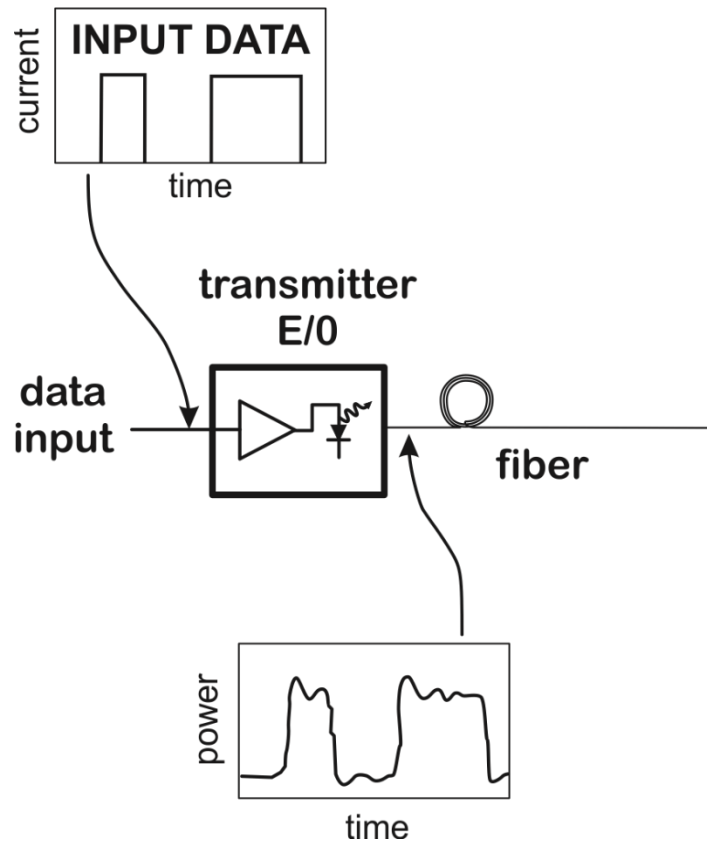 INPUT DATA
current
time
transmitter
E/0
data
input
fiber
power
time